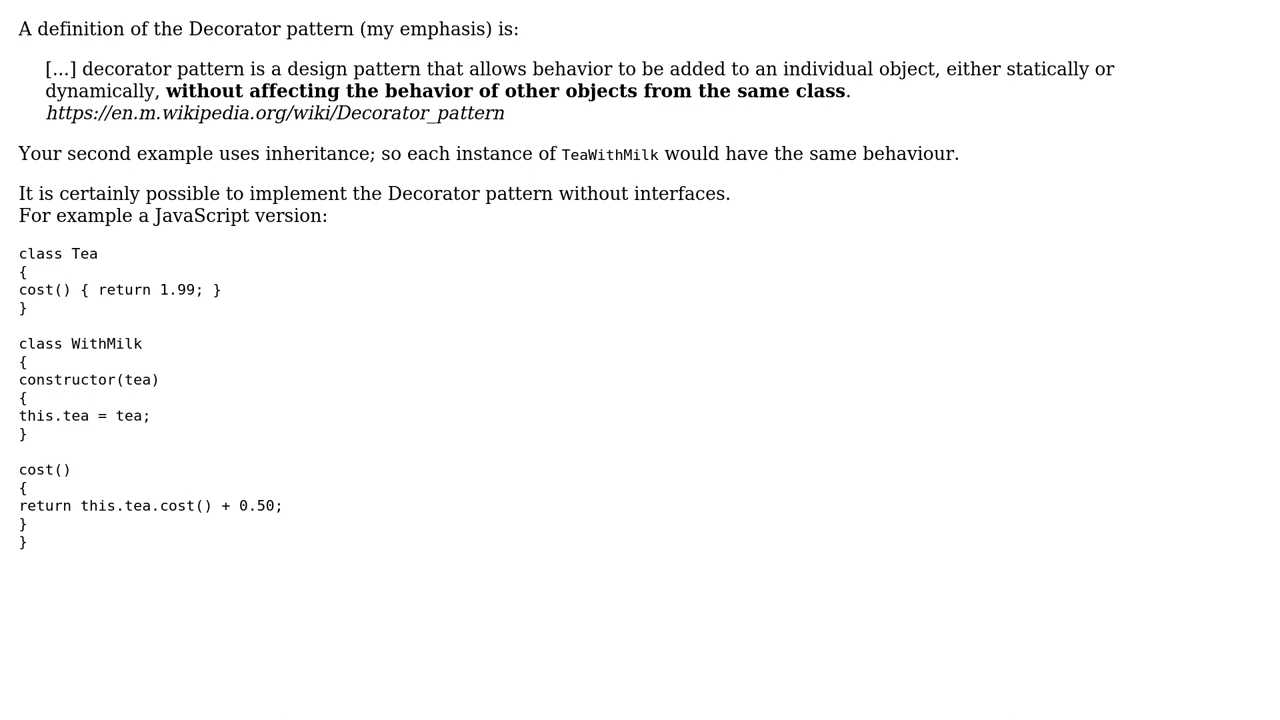 A definition of the Decorator pattern (my emphasis) is:
[...] decorator pattern is a design pattern that allows behavior to be added to an individual object, either statically or
dynamically, without affecting the behavior of other objects from the same class.
https://en.m.wikipedia.org/wiki/Decorator_pattern
Your second example uses inheritance; so each instance of TeaWithMilk would have the same behaviour.
It is certainly possible to implement the Decorator pattern without interfaces.
For example a JavaScript version:
class Tea
{
cost() { return 1.99; }
}
class WithMilk
{
constructor(tea)
{
this.tea = tea;
}
cost()
{
return this.tea.cost() + 0.50;
}
}